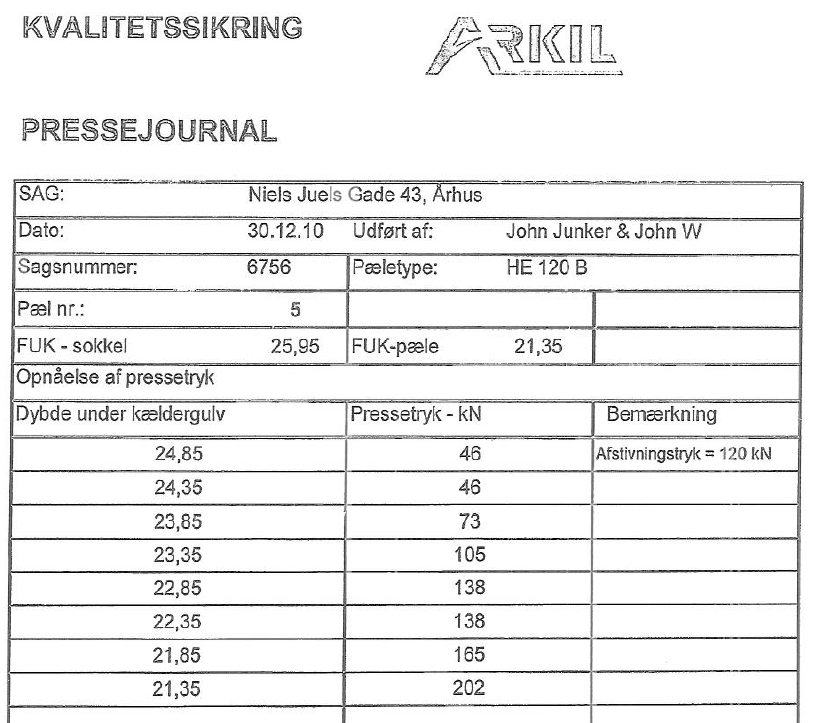 KVALITETSSIKRING
ARKIL
PRESSEJOURNAL
SAG: Niels Juels Gade 43, Århus
Dato: 30.12.10 Udført af: John Junker & John W
Sagsnummer: 6756 Pæletype: HE 120 B
Pæl nr.: 5
FUK - sokkel 25,95 FUK-pæle 21,35
Opnåelse af pressetryk
Dybde under kældergulv Pressetryk - kN Bemærkning
24,85 46 Afstivningstryk = 120 kN
24,35 46
23,85 73
23,35 105
22,85 138
22,35 138
21,85 165
21,35 202